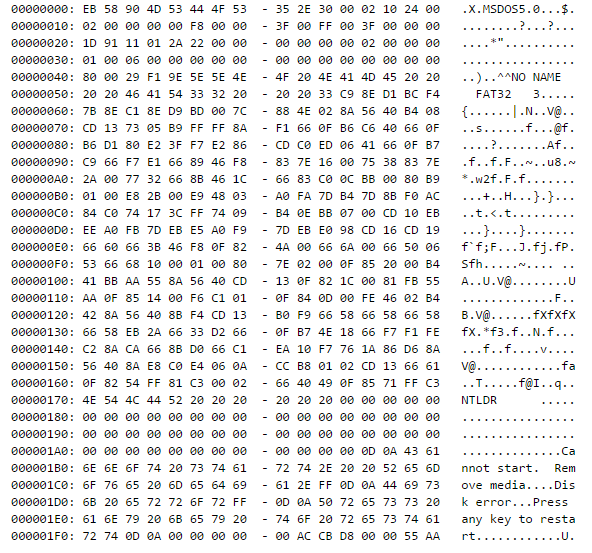 00000000: EB 58 90 4D 53 44 4F 53 - 35 2E 30 00 02 10 24 00 .X.MSDOS5.0...$.
00000010: 02 00 00 00 00 F8 00 00 - 3F 00 FF 00 3F 00 00 00 ........?...?...
00000020: 1D 91 11 01 2A 22 00 00 - 00 00 00 00 02 00 00 00 ....*"..........
00000030: 01 00 06 00 00 00 00 00 - 00 00 00 00 00 00 00 00 ................
00000040: 80 00 29 F1 9E 5E 5E 4E - 4F 20 4E 41 4D 45 20 20 ..)..^^NO NAME
00000050: 20 20 46 41 54 33 32 20 - 20 20 33 C9 8E D1 BC F4 FAT32 3.....
00000060: 7B 8E C1 8E D9 BD 00 7C - 88 4E 02 8A 56 40 B4 08 {......|.N..V@..
00000070: CD 13 73 05 B9 FF FF 8A - F1 66 0F B6 C6 40 66 0F ..s......f...@f.
00000080: B6 D1 80 E2 3F F7 E2 86 - CD C0 ED 06 41 66 0F B7 ....?.......Af..
00000090: C9 66 F7 E1 66 89 46 F8 - 83 7E 16 00 75 38 83 7E .f..f.F..~..u8.~
000000A0: 2A 00 77 32 66 8B 46 1C - 66 83 C0 0C BB 00 80 B9 *.w2f.F.f.......
000000B0: 01 00 E8 2B 00 E9 48 03 - A0 FA 7D B4 7D 8B F0 AC ...+..H...}.}...
000000C0: 84 C0 74 17 3C FF 74 09 - B4 0E BB 07 00 CD 10 EB ..t.<.t.........
000000D0: EE A0 FB 7D EB E5 A0 F9 - 7D EB E0 98 CD 16 CD 19 ...}....}.......
000000E0: 66 60 66 3B 46 F8 0F 82 - 4A 00 66 6A 00 66 50 06 f`f;F...J.fj.fP.
000000F0: 53 66 68 10 00 01 00 80 - 7E 02 00 0F 85 20 00 B4 Sfh.....~.... ..
00000100: 41 BB AA 55 8A 56 40 CD - 13 0F 82 1C 00 81 FB 55 A..U.V@........U
00000110: AA 0F 85 14 00 F6 C1 01 - 0F 84 0D 00 FE 46 02 B4 .............F..
00000120: 42 8A 56 40 8B F4 CD 13 - B0 F9 66 58 66 58 66 58 B.V@......fXfXfX
00000130: 66 58 EB 2A 66 33 D2 66 - 0F B7 4E 18 66 F7 F1 FE fX.*f3.f..N.f...
00000140: C2 8A CA 66 8B D0 66 C1 - EA 10 F7 76 1A 86 D6 8A ...f..f....v....
00000150: 56 40 8A E8 C0 E4 06 0A - CC B8 01 02 CD 13 66 61 V@............fa
00000160: 0F 82 54 FF 81 C3 00 02 - 66 40 49 0F 85 71 FF C3 ..T.....f@I..q..
00000170: 4E 54 4C 44 52 20 20 20 - 20 20 20 00 00 00 00 00 NTLDR .....
00000180: 00 00 00 00 00 00 00 00 - 00 00 00 00 00 00 00 00 ................
00000190: 00 00 00 00 00 00 00 00 - 00 00 00 00 00 00 00 00 ................
000001A0: 00 00 00 00 00 00 00 00 - 00 00 00 00 0D 0A 43 61 ..............Ca
000001B0: 6E 6E 6F 74 20 73 74 61 - 72 74 2E 20 20 52 65 6D nnot start. Rem
000001C0: 6F 76 65 20 6D 65 64 69 - 61 2E FF 0D 0A 44 69 73 ove media....Dis
000001D0: 6B 20 65 72 72 6F 72 FF - 0D 0A 50 72 65 73 73 20 k error...Press
000001E0: 61 6E 79 20 6B 65 79 20 - 74 6F 20 72 65 73 74 61 any key to resta
000001F0: 72 74 0D 0A 00 00 00 00 - 00 AC CB D8 00 00 55 AA rt............U.